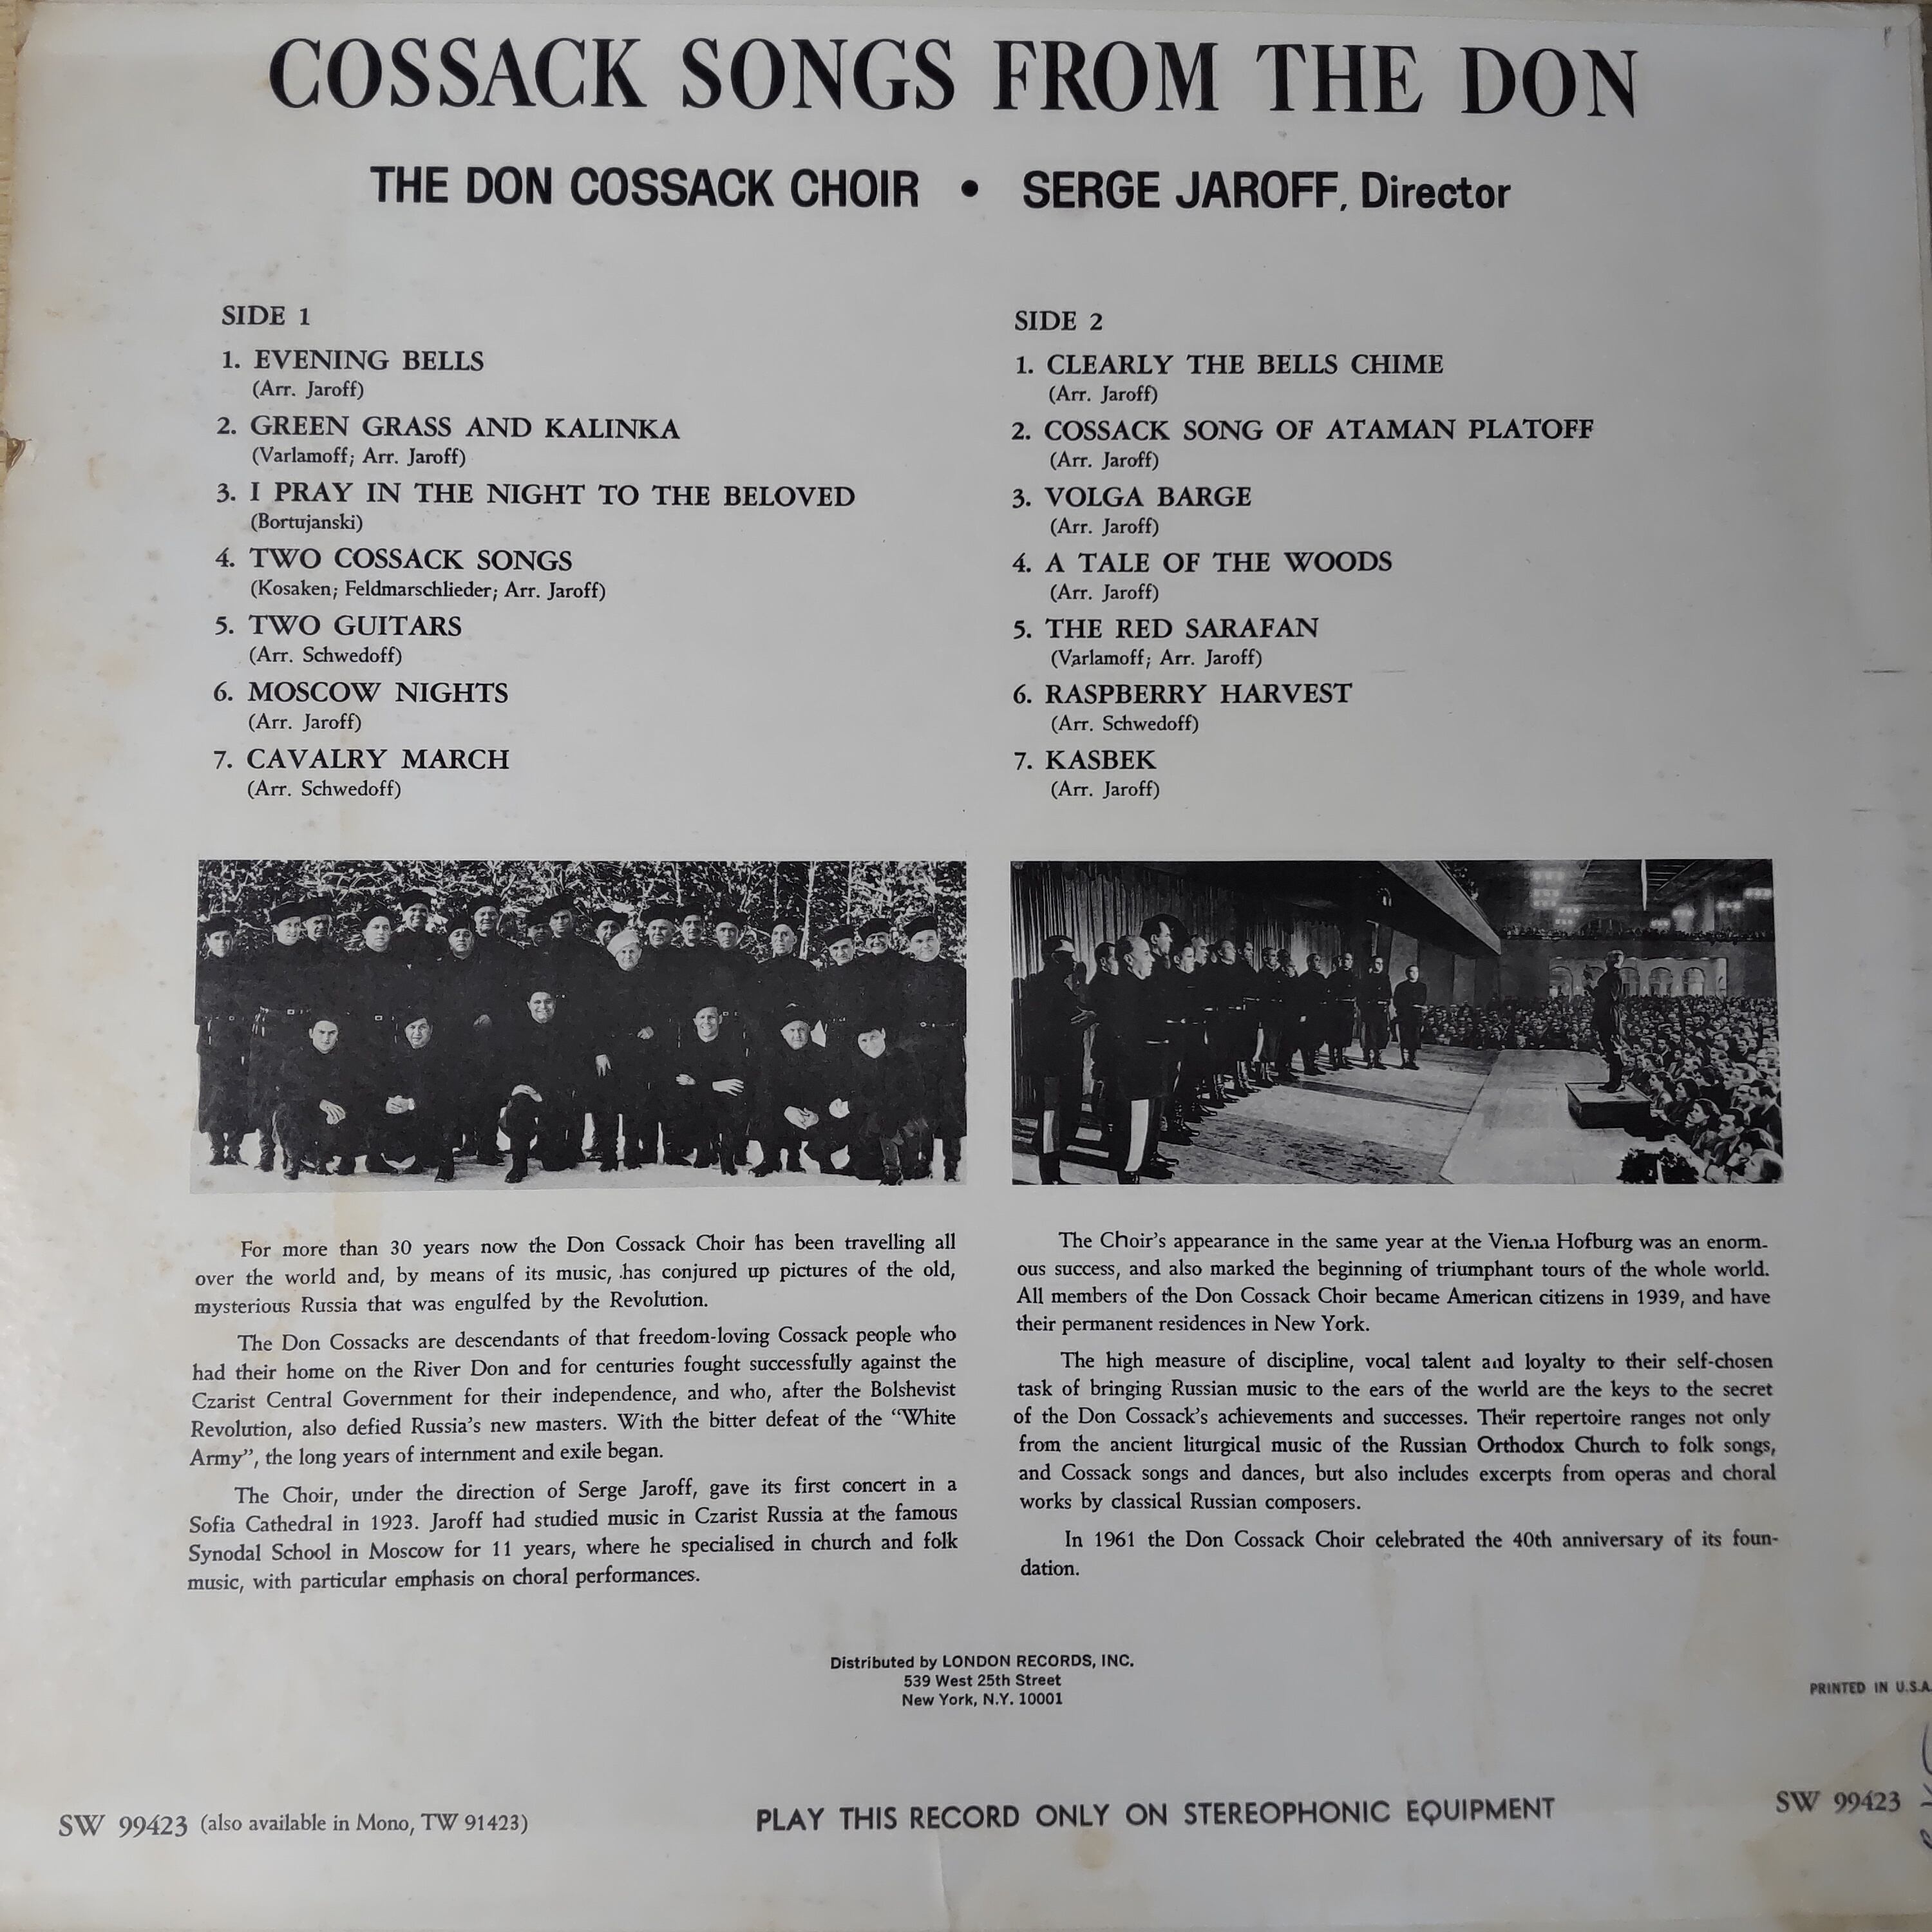 COSSACK SONGS FROM THE DON
THE DON COSSACK CHOIR • SERGE JAROFF, Director
SIDE 1
1. EVENING BELLS
(Arr. Jaroff)
2. GREEN GRASS AND KALINKA
(Varlamoff; Arr. Jaroff)
3. I PRAY IN THE NIGHT TO THE BELOVED
(Bortujanski)
4. TWO COSSACK SONGS
(Kosaken; Feldmarschlieder; Arr. Jaroff)
5. TWO GUITARS
(Arr. Schwedoff)
6. MOSCOW NIGHTS
(Arr. Jaroff)
7. CAVALRY MARCH
(Arr. Schwedoff)
SIDE 2
1. CLEARLY THE BELLS CHIME
(Arr. Jaroff)
2. COSSACK SONG OF ATAMAN PLATOFF
(Arr. Jaroff)
3. VOLGA BARGE
(Arr. Jaroff)
4. A TALE OF THE WOODS
(Arr. Jaroff)
5. THE RED SARAFAN
(Varlamoff; Arr. Jaroff)
6. RASPBERRY HARVEST
(Arr. Schwedoff)
7. KASBEK
(Arr. Jaroff)
For more than 30 years now the Don Cossack Choir has been travelling all
over the world and, by means of its music, has conjured up pictures of the old,
mysterious Russia that was engulfed by the Revolution.
The Don Cossacks are descendants of that freedom-loving Cossack people who
had their home on the River Don and for centuries fought successfully against the
Czarist Central Government for their independence, and who, after the Bolshevist
Revolution, also defied Russia's new masters. With the bitter defeat of the "White
Army", the long years of internment and exile began.
The Choir, under the direction of Serge Jaroff, gave its first concert in a
Sofia Cathedral in 1923. Jaroff had studied music in Czarist Russia at the famous
Synodal School in Moscow for 11 years, where he specialised in church and folk
music, with particular emphasis on choral performances.
The Choir's appearance in the same year at the Vienna Hofburg was an enorm-
ous success, and also marked the beginning of triumphant tours of the whole world.
All members of the Don Cossack Choir became American citizens in 1939, and have
their permanent residences in New York.
The high measure of discipline, vocal talent and loyalty to their self-chosen
task of bringing Russian music to the ears of the world are the keys to the secret
of the Don Cossack's achievements and successes. Their repertoire ranges not only
from the ancient liturgical music of the Russian Orthodox Church to folk songs,
and Cossack songs and dances, but also includes excerpts from operas and choral
works by classical Russian composers.
In 1961 the Don Cossack Choir celebrated the 40th anniversary of its foun-
dation.
Distributed by LONDON RECORDS, INC.
539 West 25th Street
New York, N.Y. 10001
PRINTED IN U.S.A.
SW 99423 (also available in Mono, TW 91423)
PLAY THIS RECORD ONLY ON STEREOPHONIC EQUIPMENT
SW 99423